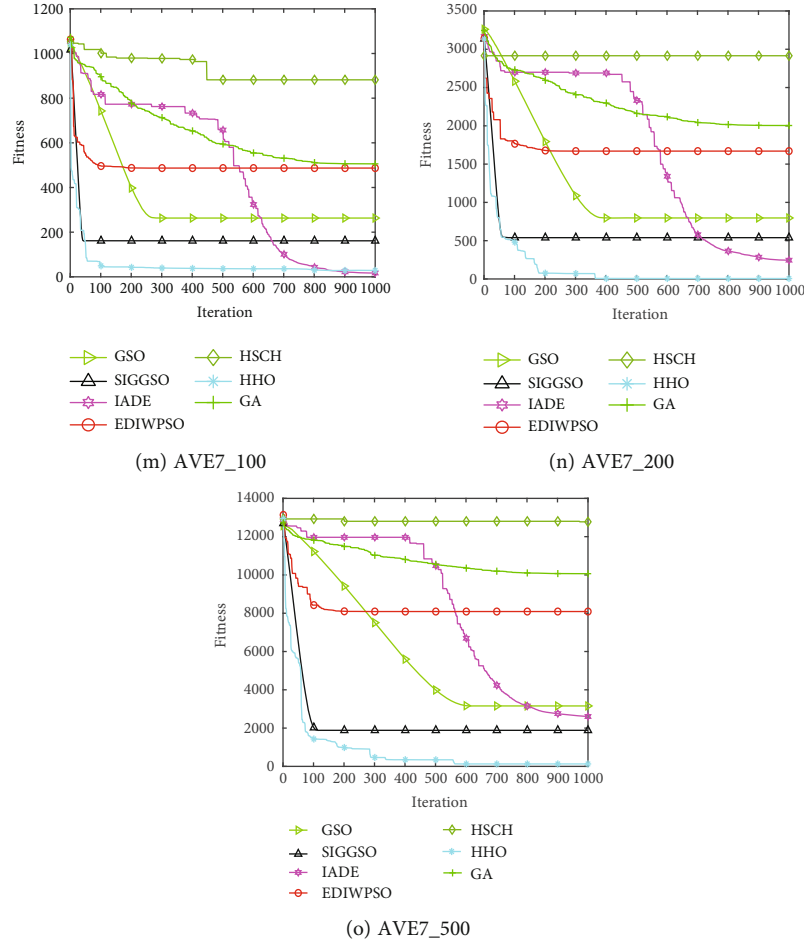 1200
1000
800
600
400
200
0
Fitness
0 100 200 300 400 500 600 700 800 900 1000
Iteration
GSO HSCH
SIGGSO HHO
IADE GA
EDIWPSO
(m) AVE7_100
3500
3000
2500
2000
1500
1000
500
0
Fitness
0 100 200 300 400 500 600 700 800 900 1000
Iteration
GSO HSCH
SIGGSO HHO
IADE GA
EDIWPSO
(n) AVE7_200
14000
12000
10000
8000
6000
4000
2000
0
Fitness
0 100 200 300 400 500 600 700 800 900 1000
Iteration
GSO HSCH
SIGGSO HHO
IADE GA
EDIWPSO
(o) AVE7_500